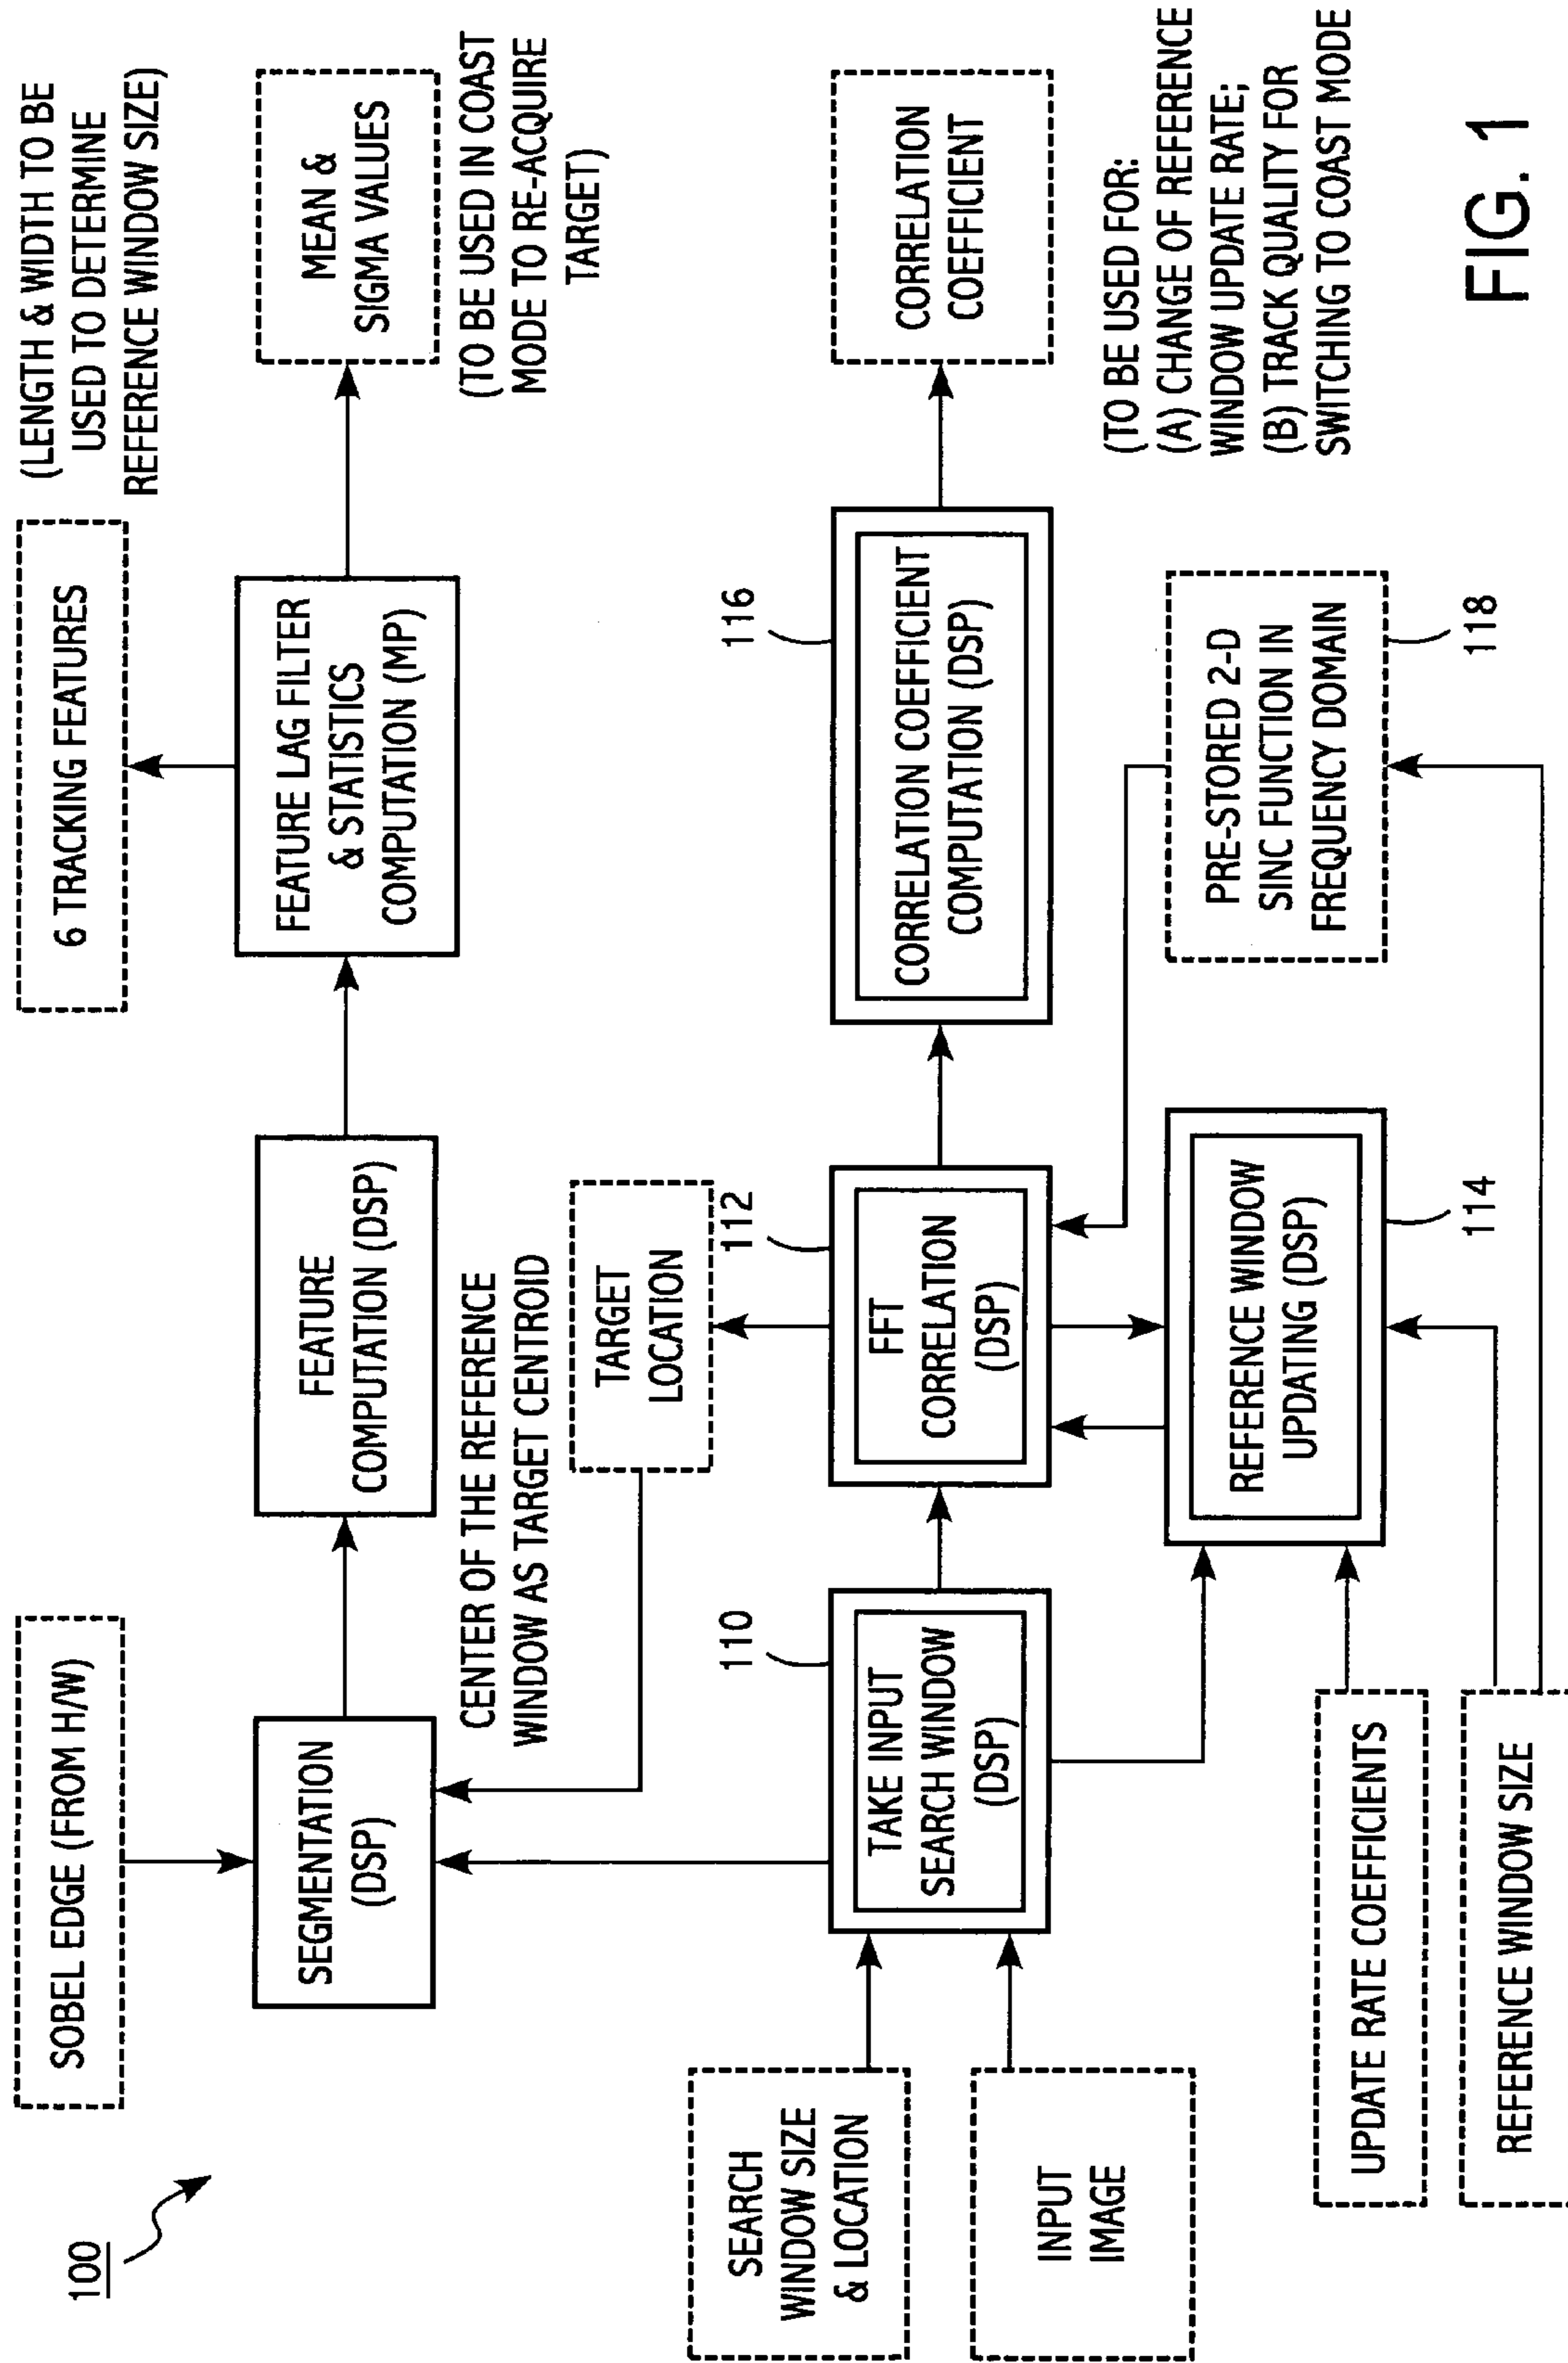 100
SOBEL EDGE (FROM H/W)
6 TRACKING FEATURES
(LENGTH & WIDTH TO BE
USED TO DETERMINE
REFERENCE WINDOW SIZE)
SEGMENTATION
(DSP)
FEATURE
COMPUTATION (DSP)
FEATURE LAG FILTER
& STATISTICS
COMPUTATION (MP)
MEAN &
SIGMA VALUES
(TO BE USED IN COAST
MODE TO RE-ACQUIRE
TARGET)
CENTER OF THE REFERENCE
WINDOW AS TARGET CENTROID
TARGET
LOCATION
SEARCH
WINDOW SIZE
& LOCATION
INPUT
IMAGE
110
TAKE INPUT
SEARCH WINDOW
(DSP)
112
FFT
CORRELATION
(DSP)
116
CORRELATION COEFFICIENT
COMPUTATION (DSP)
CORRELATION
COEFFICIENT
(TO BE USED FOR:
(A) CHANGE OF REFERENCE
WINDOW UPDATE RATE;
(B) TRACK QUALITY FOR
SWITCHING TO COAST MODE
REFERENCE WINDOW
UPDATING (DSP)
114
PRE-STORED 2-D
SINC FUNCTION IN
FREQUENCY DOMAIN
118
UPDATE RATE COEFFICIENTS
REFERENCE WINDOW SIZE
FIG. 1